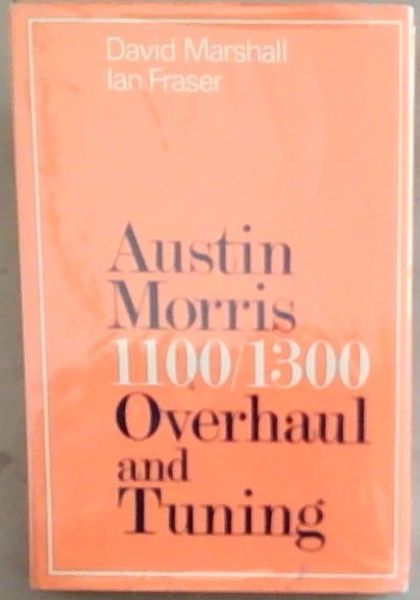 David Marshall
Ian Fraser
Austin
Morris
1100/1300
Overhaul
and
Tuning